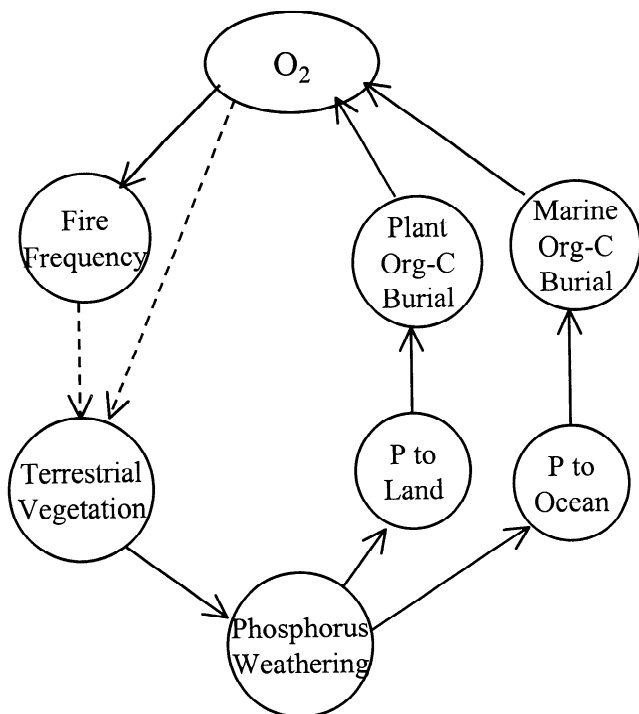 O₂
Fire
Frequency
Plant
Org-C
Burial
Marine
Org-C
Burial
Terrestrial
Vegetation
P to
Land
P to
Ocean
Phosphorus
Weathering